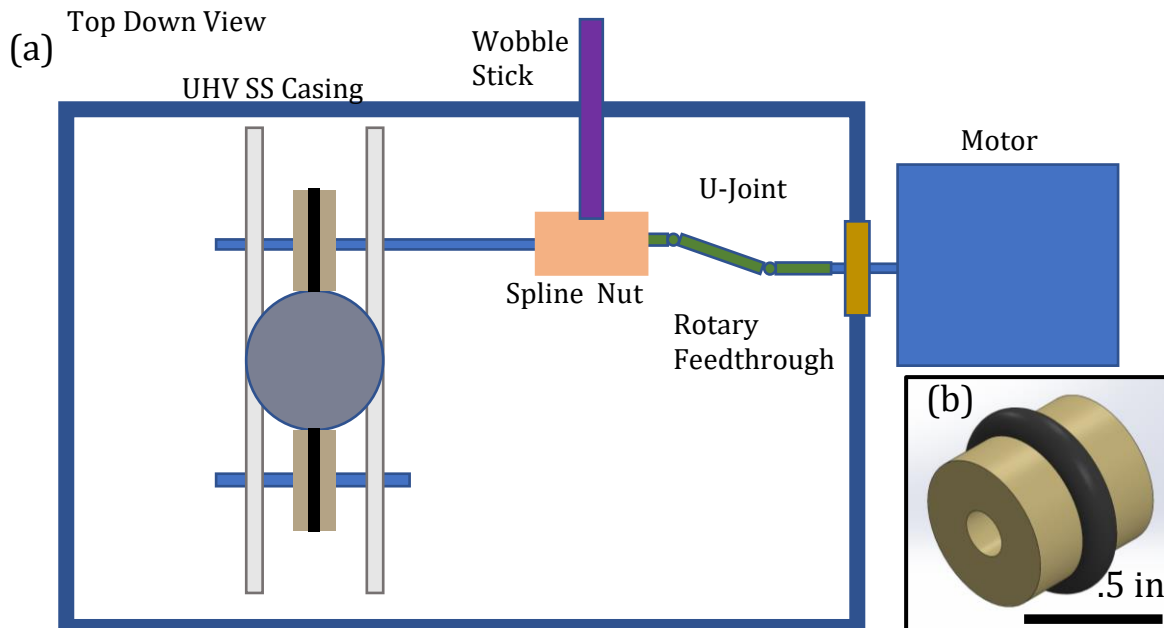 Top Down View
(a)
Wobble
Stick
UHV SS Casing
Motor
U-Joint
Spline Nut
Rotary
Feedthrough
(b)
.5 in